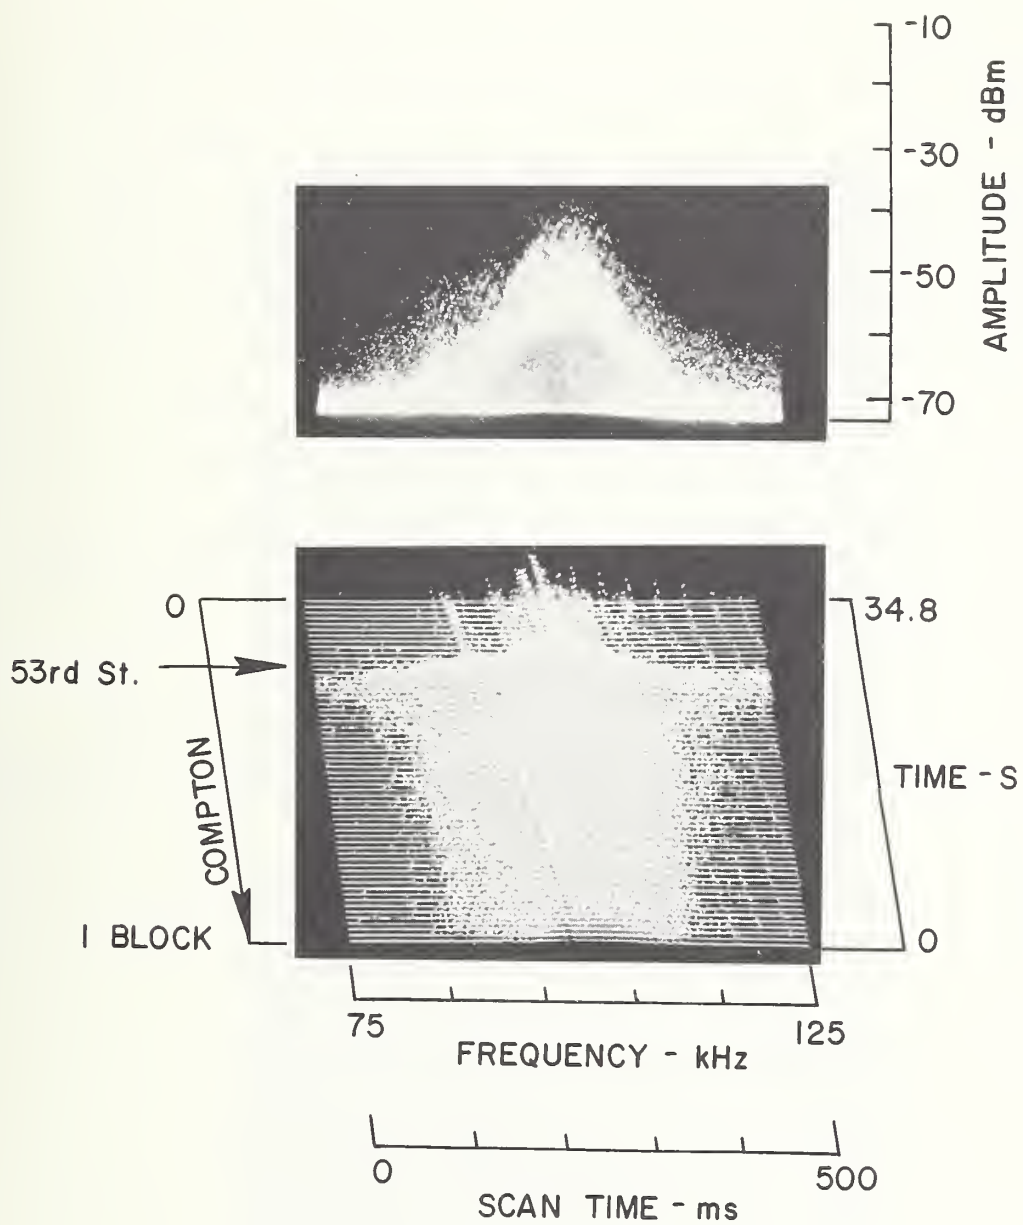 -10
-30
-50
-70
AMPLITUDE - dBm
0
34.8
53rd St.
COMPTON
TIME - S
1 BLOCK
0
75
125
FREQUENCY - kHz
0
500
SCAN TIME - ms